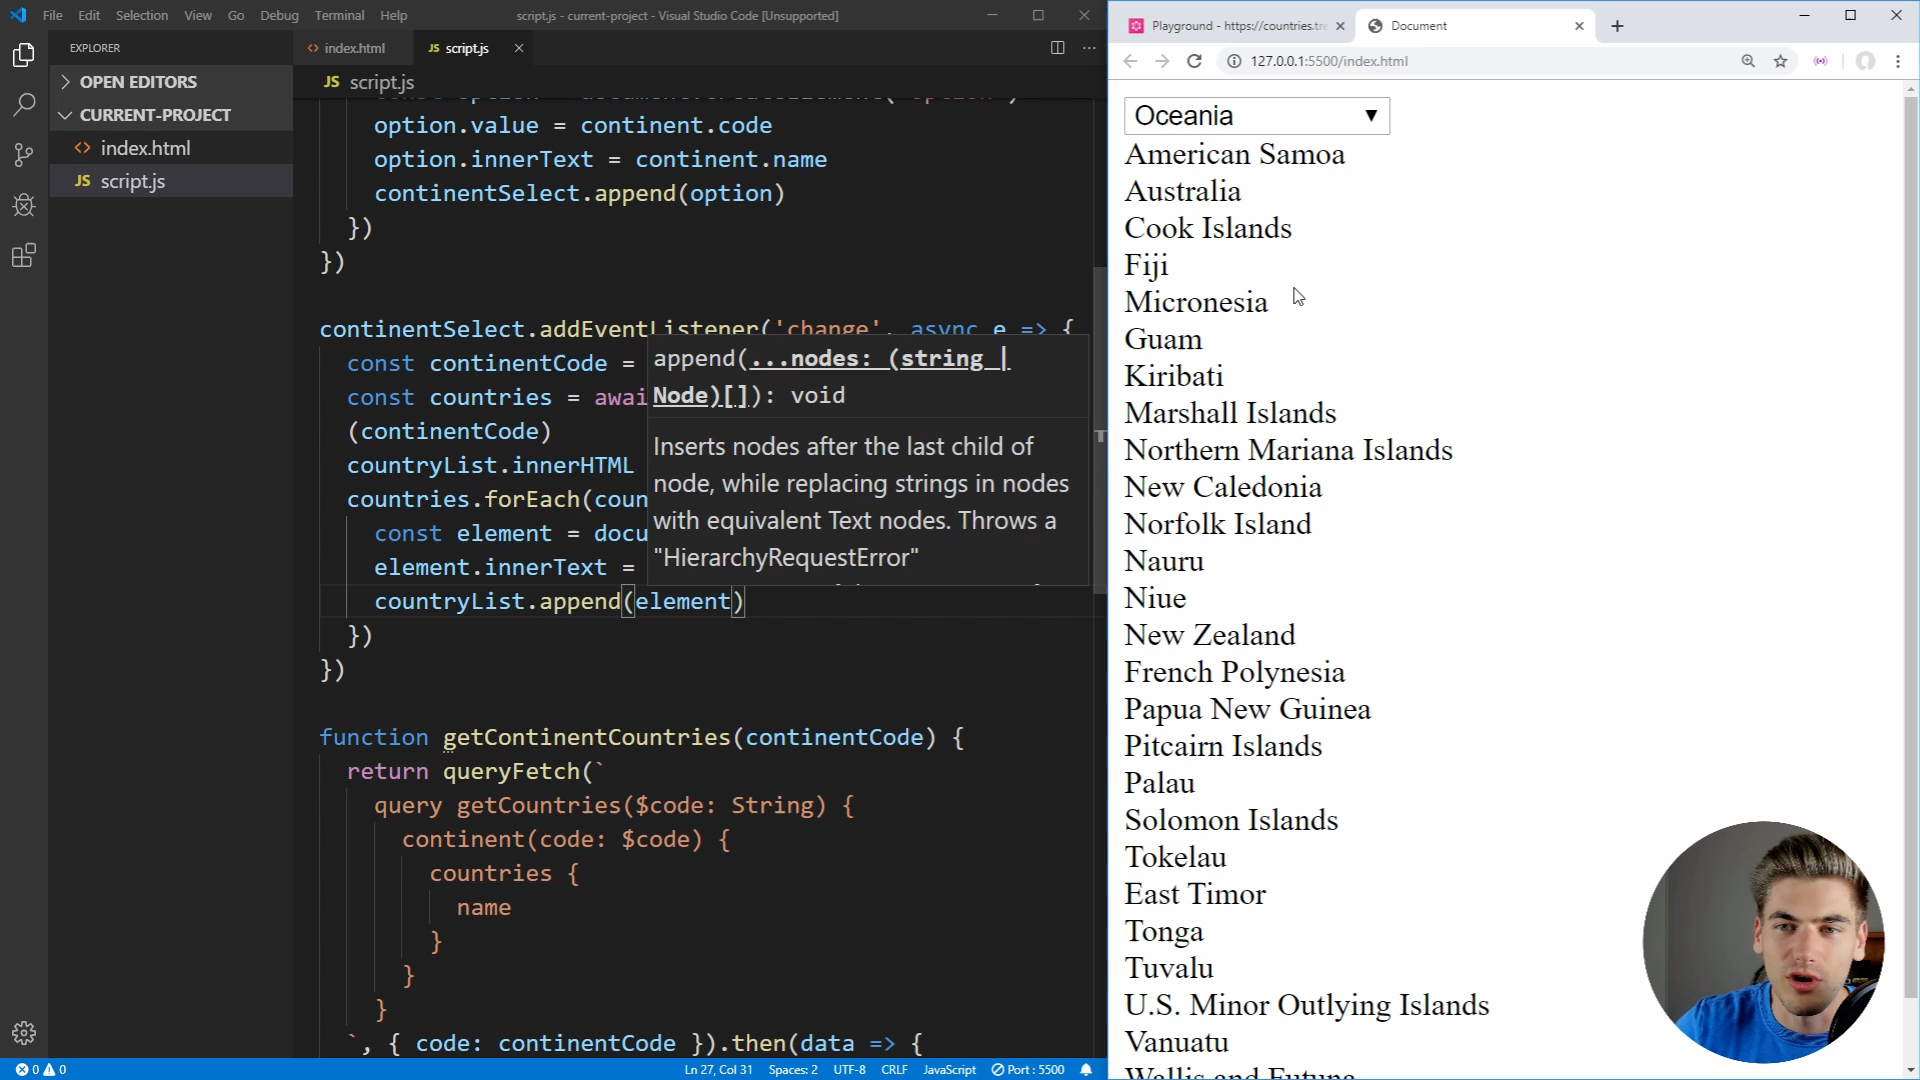 File Edit Selection View Go Debug Terminal Help
script.js - current-project - Visual Studio Code [Unsupported]
EXPLORER
OPEN EDITORS
CURRENT-PROJECT
<> index.html
JS script.js
<> index.html
JS script.js
JS script.js
option.value = continent.code
option.innerText = continent.name
continentSelect.append(option)
})
})
continentSelect.addEventListener('change', async e => {
const continentCode =
const countries = awai
(continentCode)
countryList.innerHTML
countries.forEach(coun
const element = docu
element.innerText =
countryList.append(element)
})
})
append(...nodes: (string |
Node)[]): void
Inserts nodes after the last child of
node, while replacing strings in nodes
with equivalent Text nodes. Throws a
"HierarchyRequestError"
function getContinentCountries(continentCode) {
return queryFetch(`
query getCountries($code: String) {
continent(code: $code) {
countries {
name
}
}
}
`, { code: continentCode }).then(data => {
0 0
Ln 27, Col 31 Spaces: 2 UTF-8 CRLF JavaScript Port : 5500
Playground - https://countries.tre
Document
127.0.0.1:5500/index.html
Oceania
American Samoa
Australia
Cook Islands
Fiji
Micronesia
Guam
Kiribati
Marshall Islands
Northern Mariana Islands
New Caledonia
Norfolk Island
Nauru
Niue
New Zealand
French Polynesia
Papua New Guinea
Pitcairn Islands
Palau
Solomon Islands
Tokelau
East Timor
Tonga
Tuvalu
U.S. Minor Outlying Islands
Vanuatu
Wallis and Futuna